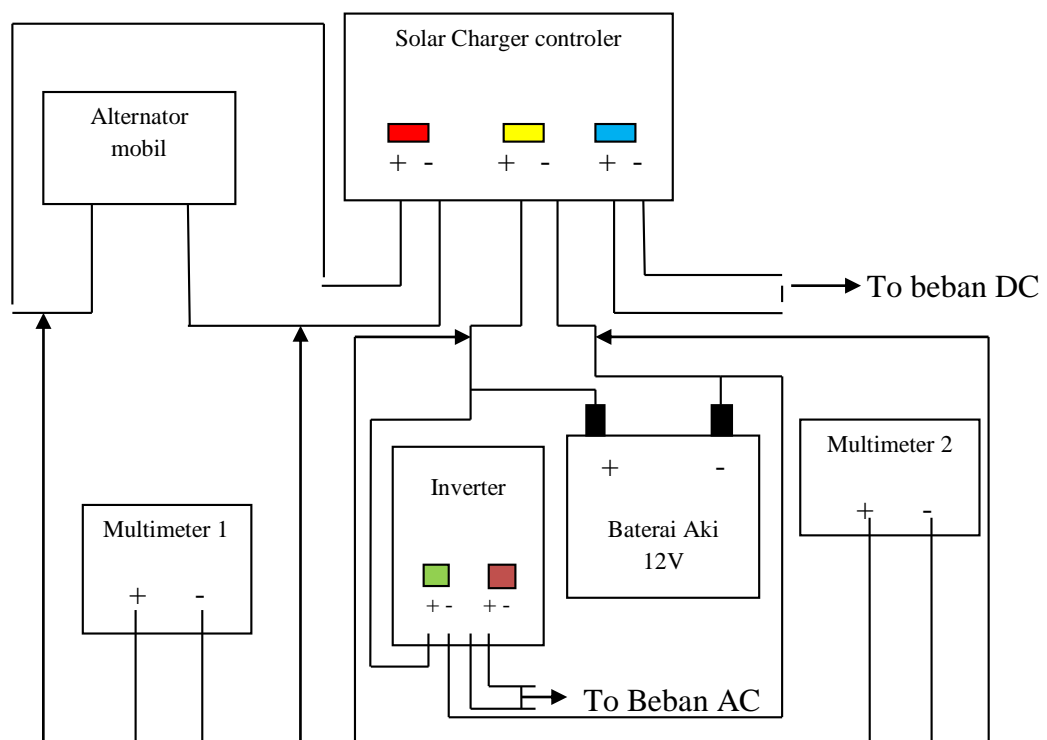 Solar Charger controler
Alternator
mobil
+ - + - + -
To beban DC
Multimeter 2
+ -
Inverter
+ -
Baterai Aki
12V
Multimeter 1
+ -
+ - + -
To Beban AC